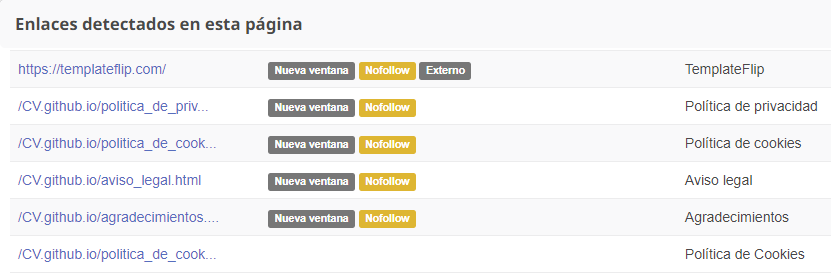 Enlaces detectados en esta página
https://templateflip.com/ Nueva ventana Nofollow Externo TemplateFlip
/CV.github.io/politica_de_priv... Nueva ventana Nofollow Política de privacidad
/CV.github.io/politica_de_cook... Nueva ventana Nofollow Política de cookies
/CV.github.io/aviso_legal.html Nueva ventana Nofollow Aviso legal
/CV.github.io/agradecimientos.... Nueva ventana Nofollow Agradecimientos
/CV.github.io/politica_de_cook... Política de Cookies